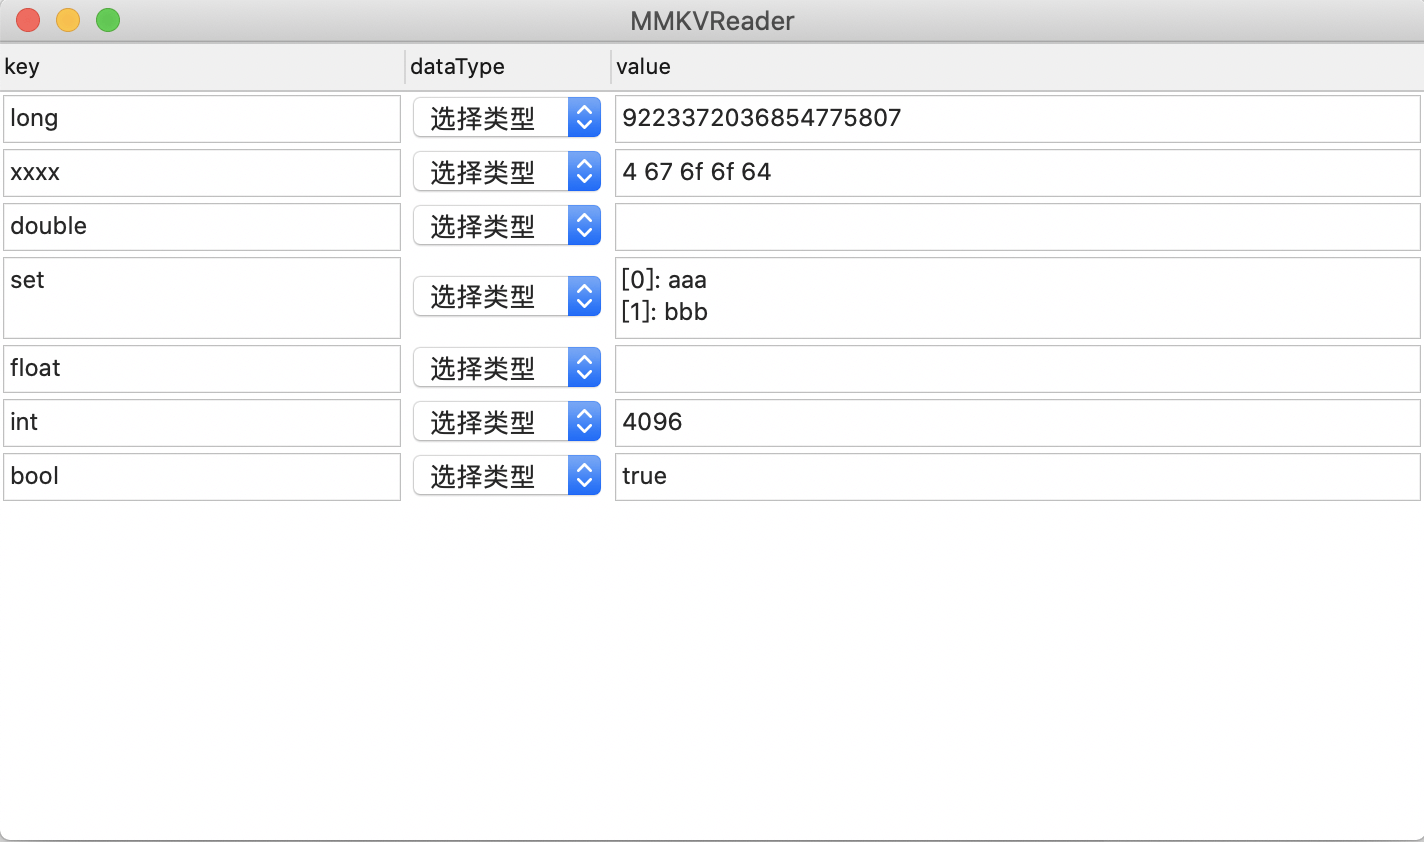 MMKVReader
key dataType value
long 选择类型 9223372036854775807
xxxx 选择类型 4 67 6f 6f 64
double 选择类型
set 选择类型 [0]: aaa
[1]: bbb
float 选择类型
int 选择类型 4096
bool 选择类型 true